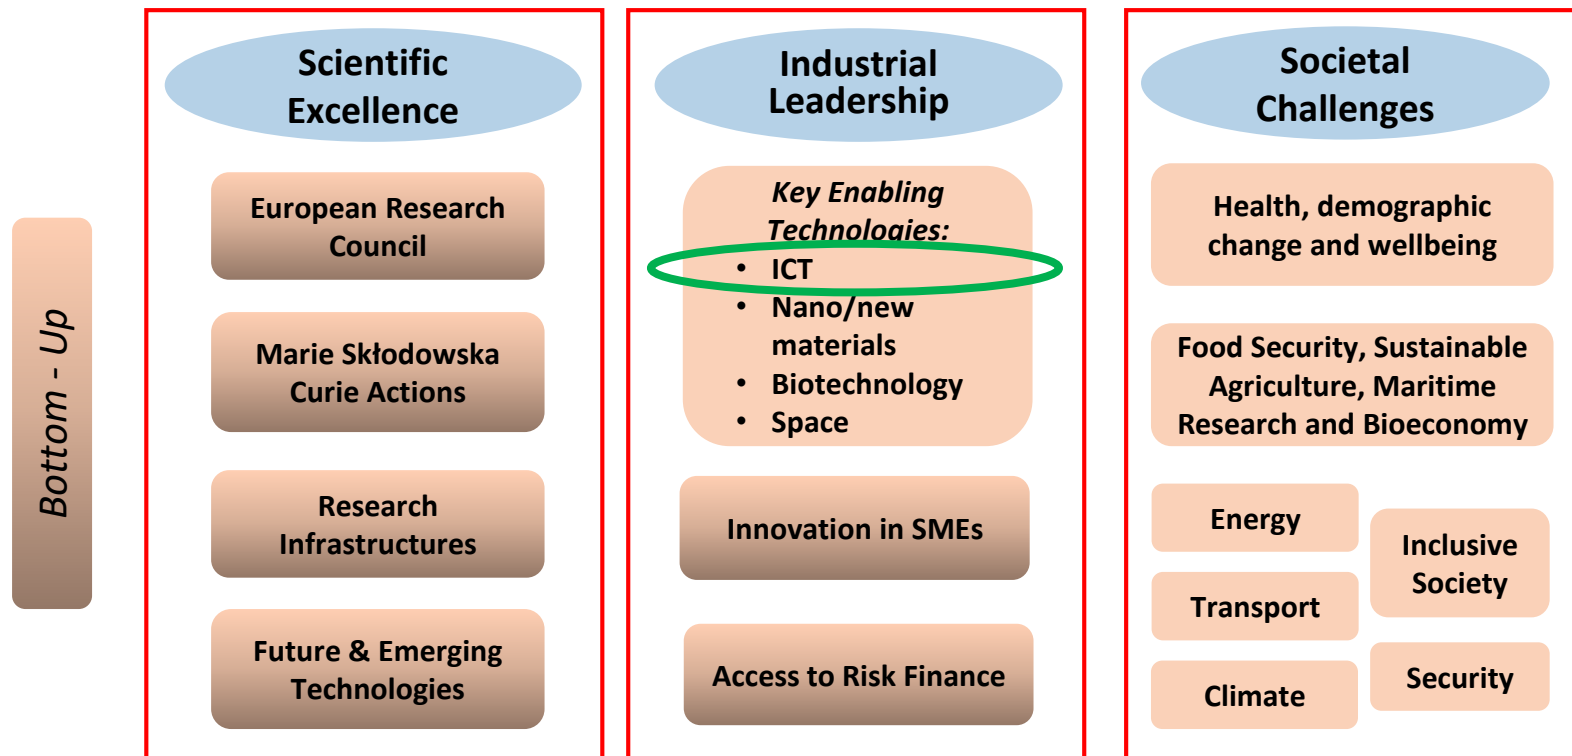 Bottom - Up
Scientific
Excellence
European Research
Council
Marie Skłodowska
Curie Actions
Research
Infrastructures
Future & Emerging
Technologies
Industrial
Leadership
Key Enabling
Technologies:
• ICT
• Nano/new
materials
• Biotechnology
• Space
Innovation in SMEs
Access to Risk Finance
Societal
Challenges
Health, demographic
change and wellbeing
Food Security, Sustainable
Agriculture, Maritime
Research and Bioeconomy
Energy
Transport
Climate
Inclusive
Society
Security